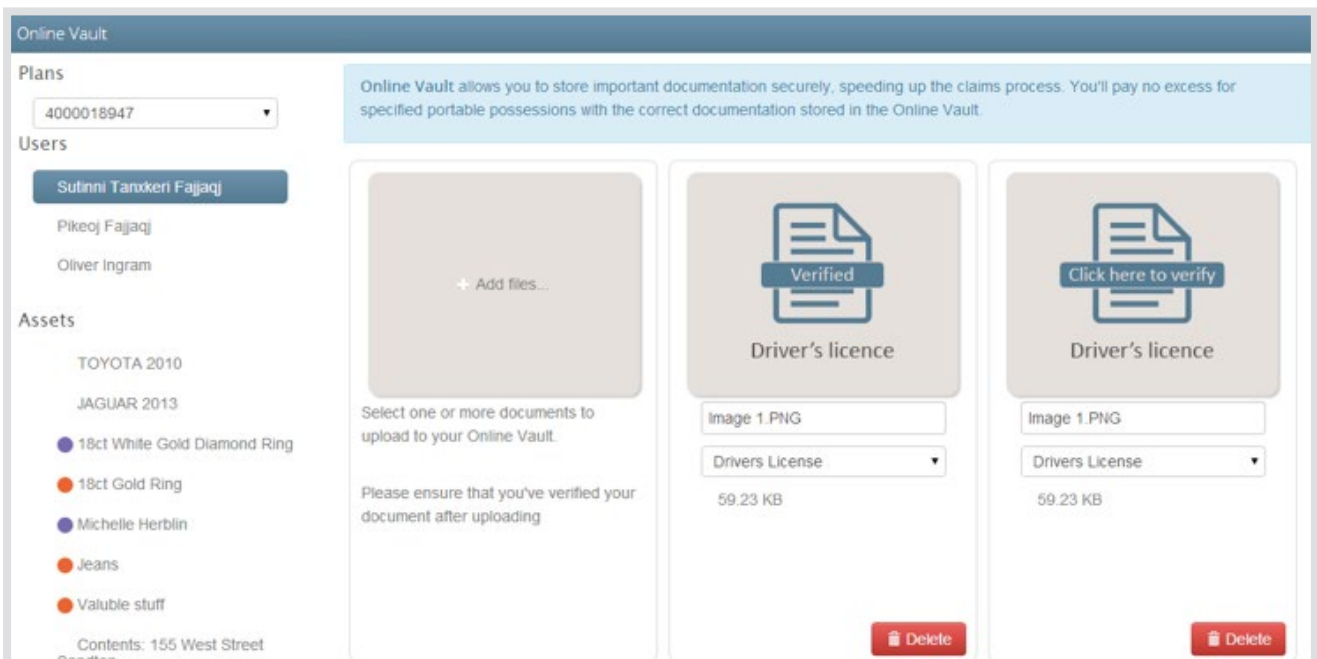 Online Vault
Plans
4000018947
Users
Sutinni Tanxkeri Fajjaqj
Pikeoj Fajjaqj
Oliver Ingram
Assets
TOYOTA 2010
JAGUAR 2013
18ct White Gold Diamond Ring
18ct Gold Ring
Michelle Herblin
Jeans
Valuble stuff
Contents: 155 West Street
Online Vault allows you to store important documentation securely, speeding up the claims process. You'll pay no excess for
specified portable possessions with the correct documentation stored in the Online Vault.
+ Add files...
Select one or more documents to
upload to your Online Vault.
Please ensure that you've verified your
document after uploading
Verified
Driver's licence
Image 1.PNG
Drivers License
59.23 KB
Delete
Click here to verify
Driver's licence
Image 1.PNG
Drivers License
59.23 KB
Delete